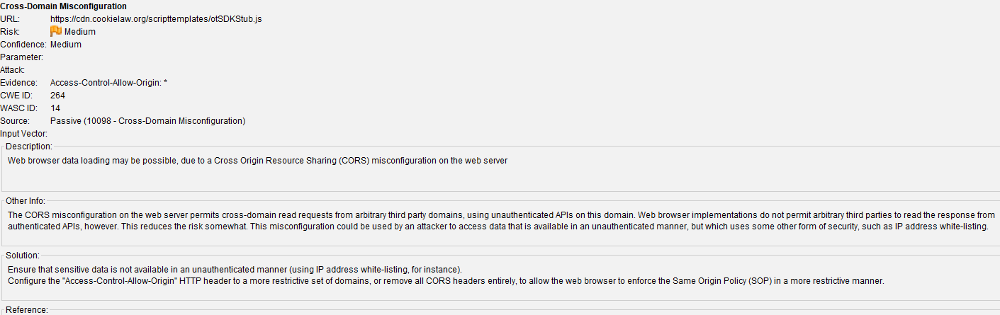 Cross-Domain Misconfiguration
URL: https://cdn.cookielaw.org/scripttemplates/otSDKStub.js
Risk: Medium
Confidence: Medium
Parameter:
Attack:
Evidence: Access-Control-Allow-Origin: *
CWE ID: 264
WASC ID: 14
Source: Passive (10098 - Cross-Domain Misconfiguration)
Input Vector:
Description:
Web browser data loading may be possible, due to a Cross Origin Resource Sharing (CORS) misconfiguration on the web server
Other Info:
The CORS misconfiguration on the web server permits cross-domain read requests from arbitrary third party domains, using unauthenticated APIs on this domain. Web browser implementations do not permit arbitrary third parties to read the response from
authenticated APIs, however. This reduces the risk somewhat. This misconfiguration could be used by an attacker to access data that is available in an unauthenticated manner, but which uses some other form of security, such as IP address white-listing.
Solution:
Ensure that sensitive data is not available in an unauthenticated manner (using IP address white-listing, for instance).
Configure the "Access-Control-Allow-Origin" HTTP header to a more restrictive set of domains, or remove all CORS headers entirely, to allow the web browser to enforce the Same Origin Policy (SOP) in a more restrictive manner.
Reference: